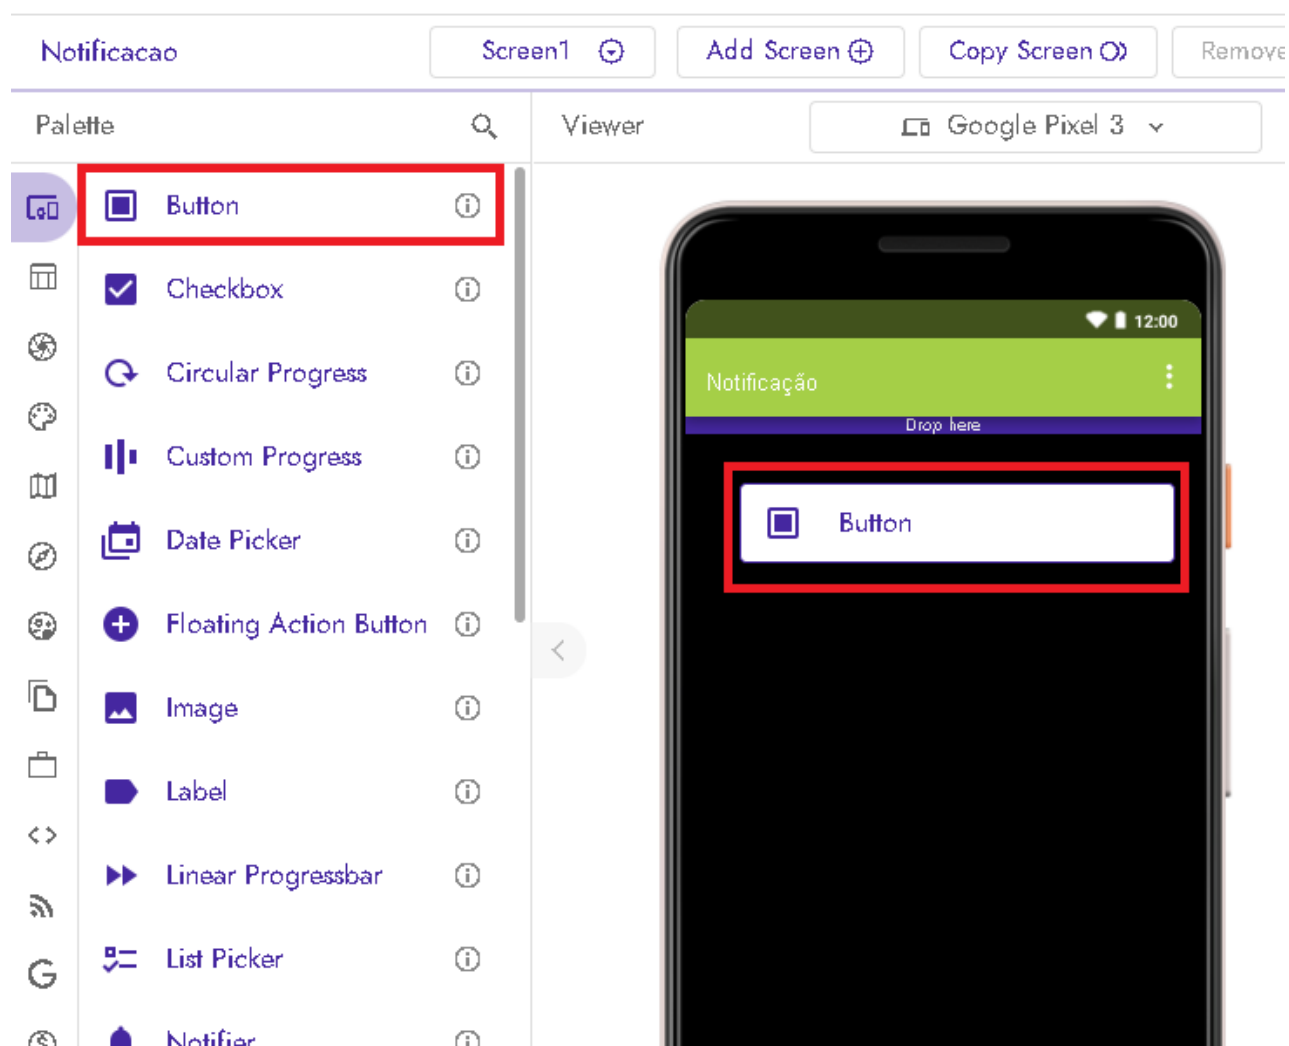 Notificacao
Screen1
Add Screen
Copy Screen
Remove
Palette
Viewer
Google Pixel 3
Button
Checkbox
Circular Progress
Custom Progress
Date Picker
Floating Action Button
Image
Label
Linear Progressbar
List Picker
Notifier
12:00
Notificação
Drop here
Button